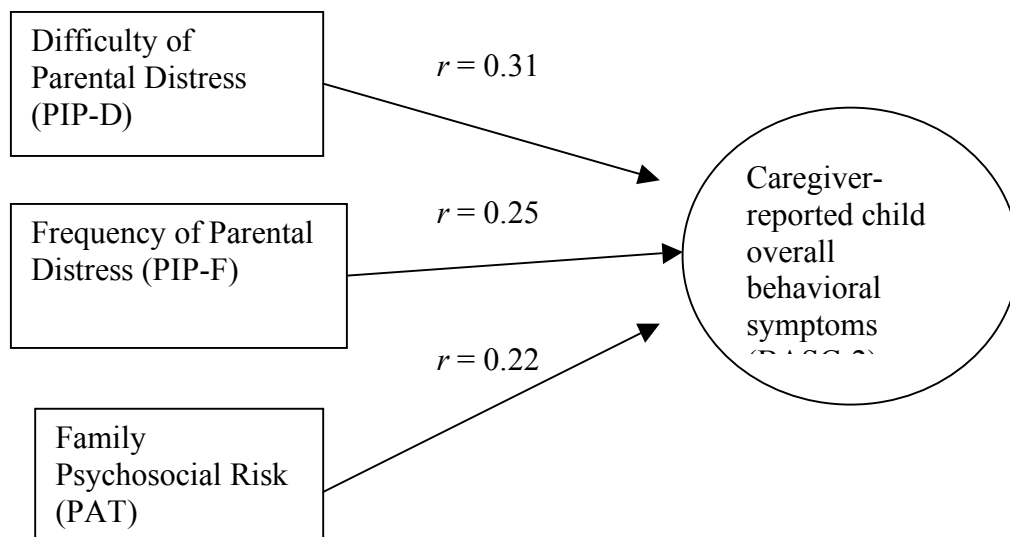 Difficulty of
Parental Distress
(PIP-D)
r = 0.31
Frequency of Parental
Distress (PIP-F)
r = 0.25
Family
Psychosocial Risk
(PAT)
r = 0.22
Caregiver-
reported child
overall
behavioral
symptoms